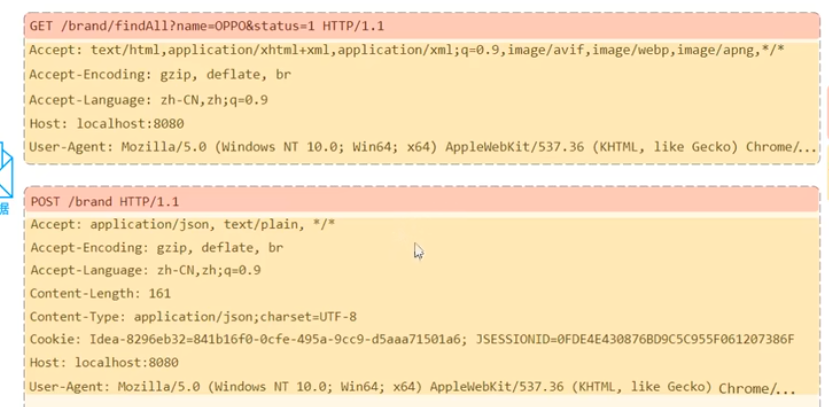 GET /brand/findAll?name=OPPO&status=1 HTTP/1.1
Accept: text/html,application/xhtml+xml,application/xml;q=0.9,image/avif,image/webp,image/apng,*/*
Accept-Encoding: gzip, deflate, br
Accept-Language: zh-CN,zh;q=0.9
Host: localhost:8080
User-Agent: Mozilla/5.0 (Windows NT 10.0; Win64; x64) AppleWebKit/537.36 (KHTML, like Gecko) Chrome/...
据
POST /brand HTTP/1.1
Accept: application/json, text/plain, */*
Accept-Encoding: gzip, deflate, br
Accept-Language: zh-CN,zh;q=0.9
Content-Length: 161
Content-Type: application/json;charset=UTF-8
Cookie: Idea-8296eb32=841b16f0-0cfe-495a-9cc9-d5aaa71501a6; JSESSIONID=0FDE4E430876BD9C5C955F061207386F
Host: localhost:8080
User-Agent: Mozilla/5.0 (Windows NT 10.0; Win64; x64) AppleWebKit/537.36 (KHTML, like Gecko) Chrome/...